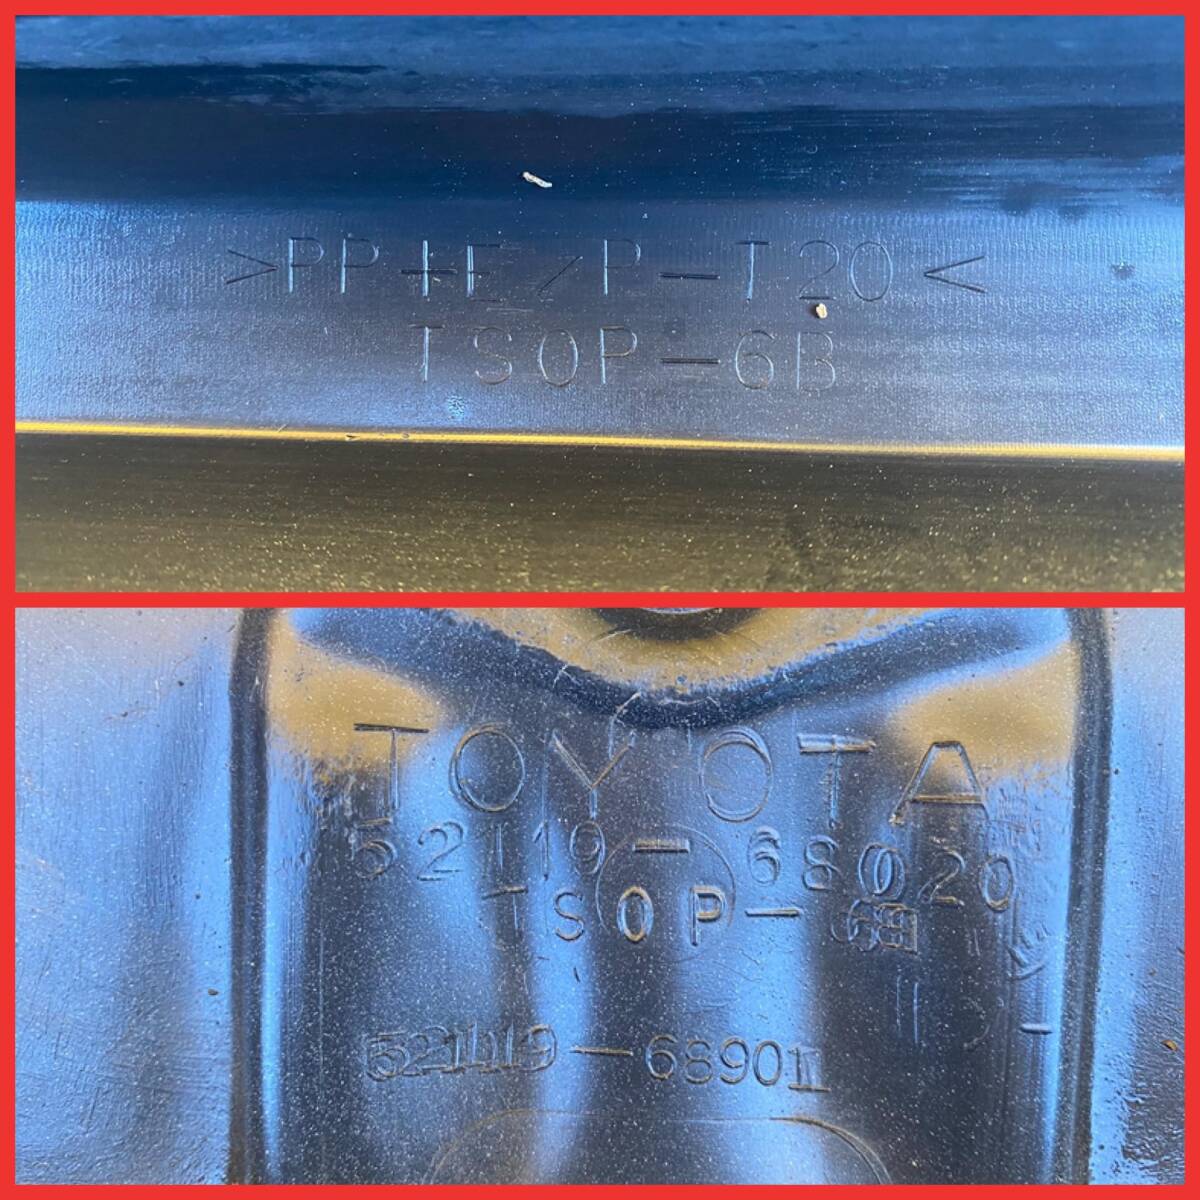 >PP+E/P-T20<
TSOP-6B
TOYOTA
52119-68020
TSOP-6B
52119-68901